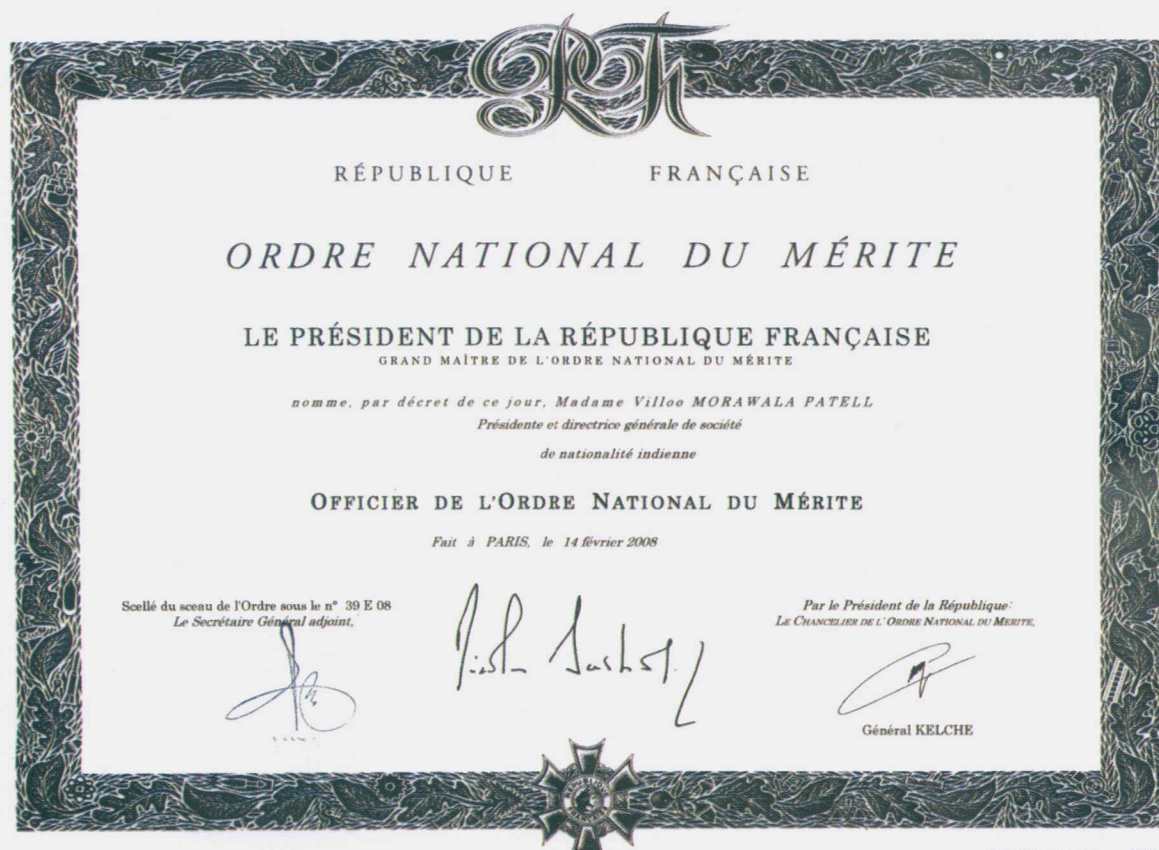 RF
RÉPUBLIQUE FRANÇAISE
ORDRE NATIONAL DU MÉRITE
LE PRÉSIDENT DE LA RÉPUBLIQUE FRANÇAISE
GRAND MAÎTRE DE L'ORDRE NATIONAL DU MÉRITE
nomme, par décret de ce jour, Madame Villoo MORAWALA PATELL
Présidente et directrice générale de société
de nationalité indienne
OFFICIER DE L'ORDRE NATIONAL DU MÉRITE
Fait à PARIS, le 14 février 2008
Scellé du sceau de l'Ordre sous le n° 39 E 08
Le Secrétaire Général adjoint,
Par le Président de la République:
LE CHANCELIER DE L'ORDRE NATIONAL DU MERITE,
Général KELCHE